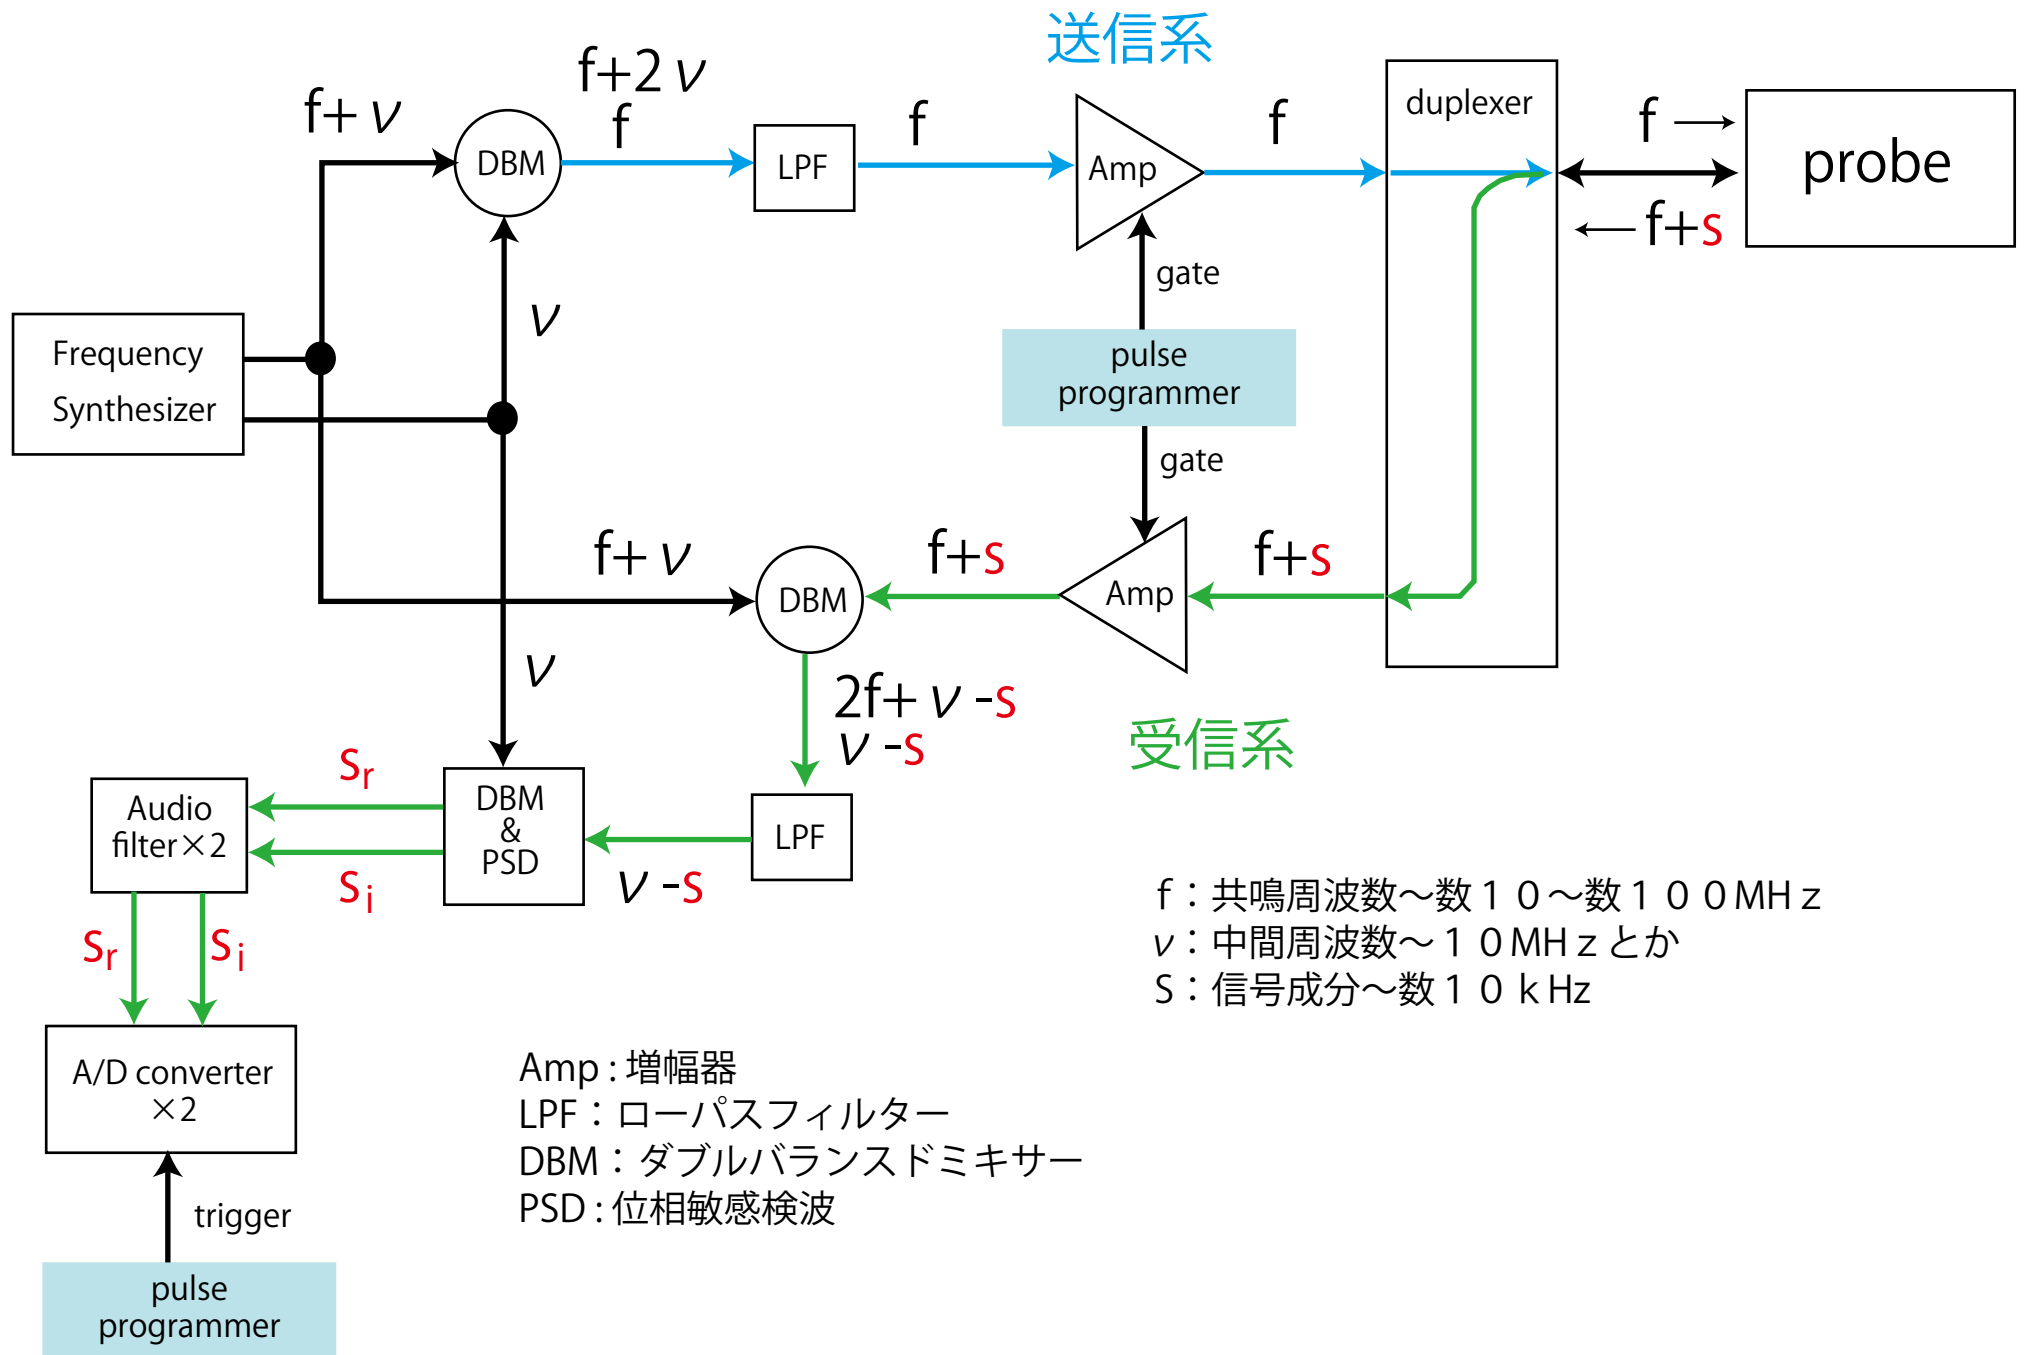 送信系
f+2ν
f
f+ν
DBM
LPF
f
Amp
f
duplexer
f
probe
f+s
gate
ν
Frequency
Synthesizer
pulse
programmer
gate
f+ν
DBM
f+s
Amp
f+s
ν
2f+ν-s
ν-s
受信系
sr
Audio
filter×2
DBM
&
PSD
LPF
si
ν-s
sr
si
f：共鳴周波数～数１０～数１００MHｚ
ν：中間周波数～１０MHｚとか
S：信号成分～数１０ｋHz
A/D converter
×2
Amp : 増幅器
LPF：ローパスフィルター
DBM：ダブルバランスドミキサー
PSD : 位相敏感検波
trigger
pulse
programmer